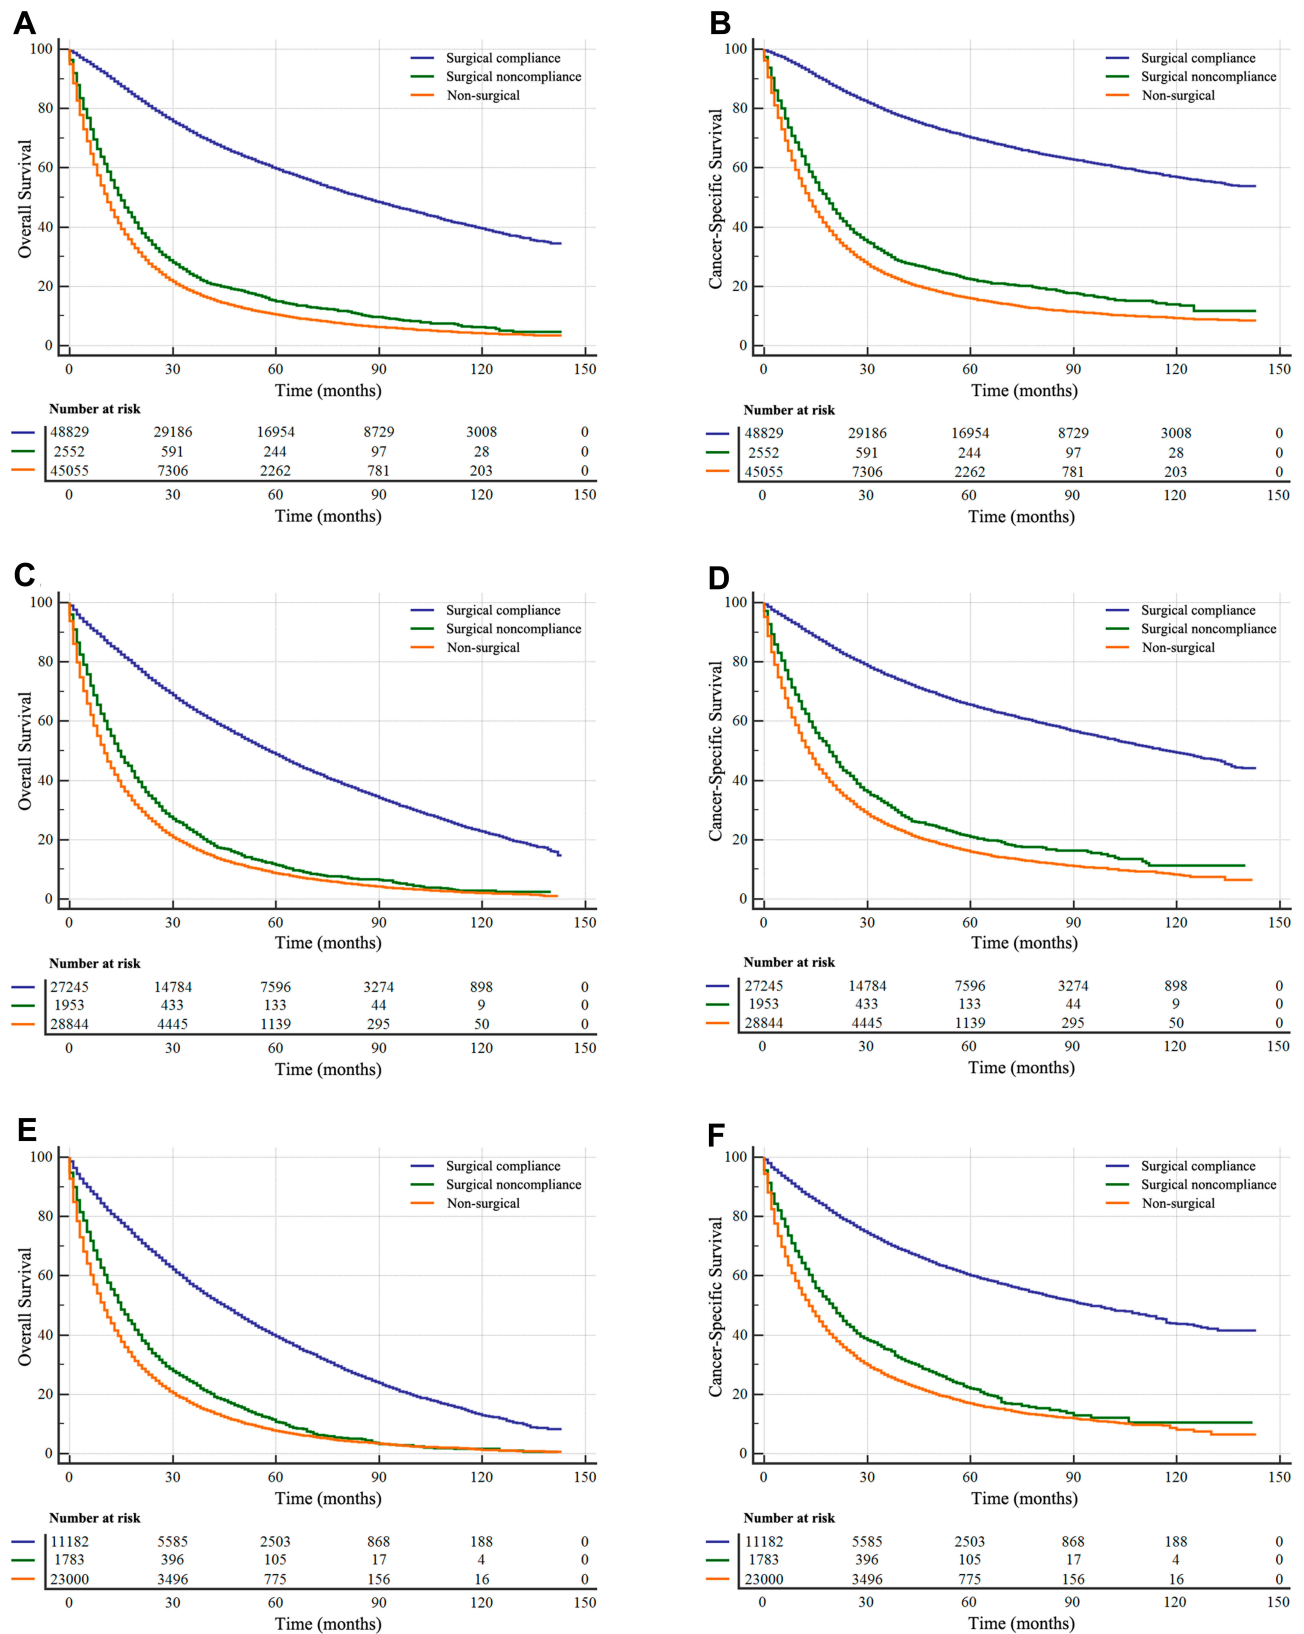 A
100
80
60
40
20
0
Overall Survival
Surgical compliance
Surgical noncompliance
Non-surgical
0 30 60 90 120 150
Time (months)
Number at risk
48829 29186 16954 8729 3008 0
2552 591 244 97 28 0
45055 7306 2262 781 203 0
0 30 60 90 120 150
Time (months)
B
100
80
60
40
20
0
Cancer-Specific Survival
Surgical compliance
Surgical noncompliance
Non-surgical
0 30 60 90 120 150
Time (months)
Number at risk
48829 29186 16954 8729 3008 0
2552 591 244 97 28 0
45055 7306 2262 781 203 0
0 30 60 90 120 150
Time (months)
C
100
80
60
40
20
0
Overall Survival
Surgical compliance
Surgical noncompliance
Non-surgical
0 30 60 90 120 150
Time (months)
Number at risk
27245 14784 7596 3274 898 0
1953 433 133 44 9 0
28844 4445 1139 295 50 0
0 30 60 90 120 150
Time (months)
D
100
80
60
40
20
0
Cancer-Specific Survival
Surgical compliance
Surgical noncompliance
Non-surgical
0 30 60 90 120 150
Time (months)
Number at risk
27245 14784 7596 3274 898 0
1953 433 133 44 9 0
28844 4445 1139 295 50 0
0 30 60 90 120 150
Time (months)
E
100
80
60
40
20
0
Overall Survival
Surgical compliance
Surgical noncompliance
Non-surgical
0 30 60 90 120 150
Time (months)
Number at risk
11182 5585 2503 868 188 0
1783 396 105 17 4 0
23000 3496 775 156 16 0
0 30 60 90 120 150
Time (months)
F
100
80
60
40
20
0
Cancer-Specific Survival
Surgical compliance
Surgical noncompliance
Non-surgical
0 30 60 90 120 150
Time (months)
Number at risk
11182 5585 2503 868 188 0
1783 396 105 17 4 0
23000 3496 775 156 16 0
0 30 60 90 120 150
Time (months)